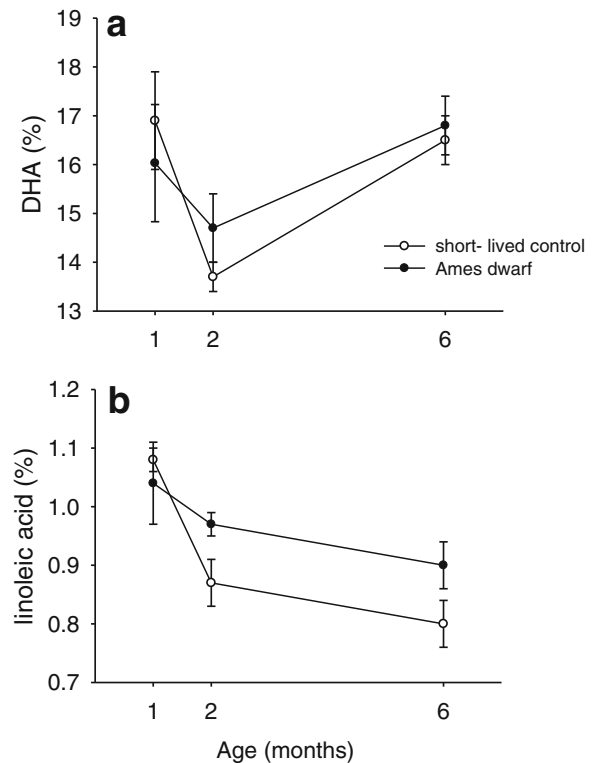 a
19
18
17
16
15
14
13
DHA (%)
short- lived control
Ames dwarf
1 2 6
b
1.2
1.1
1.0
0.9
0.8
0.7
linoleic acid (%)
1 2 6
Age (months)